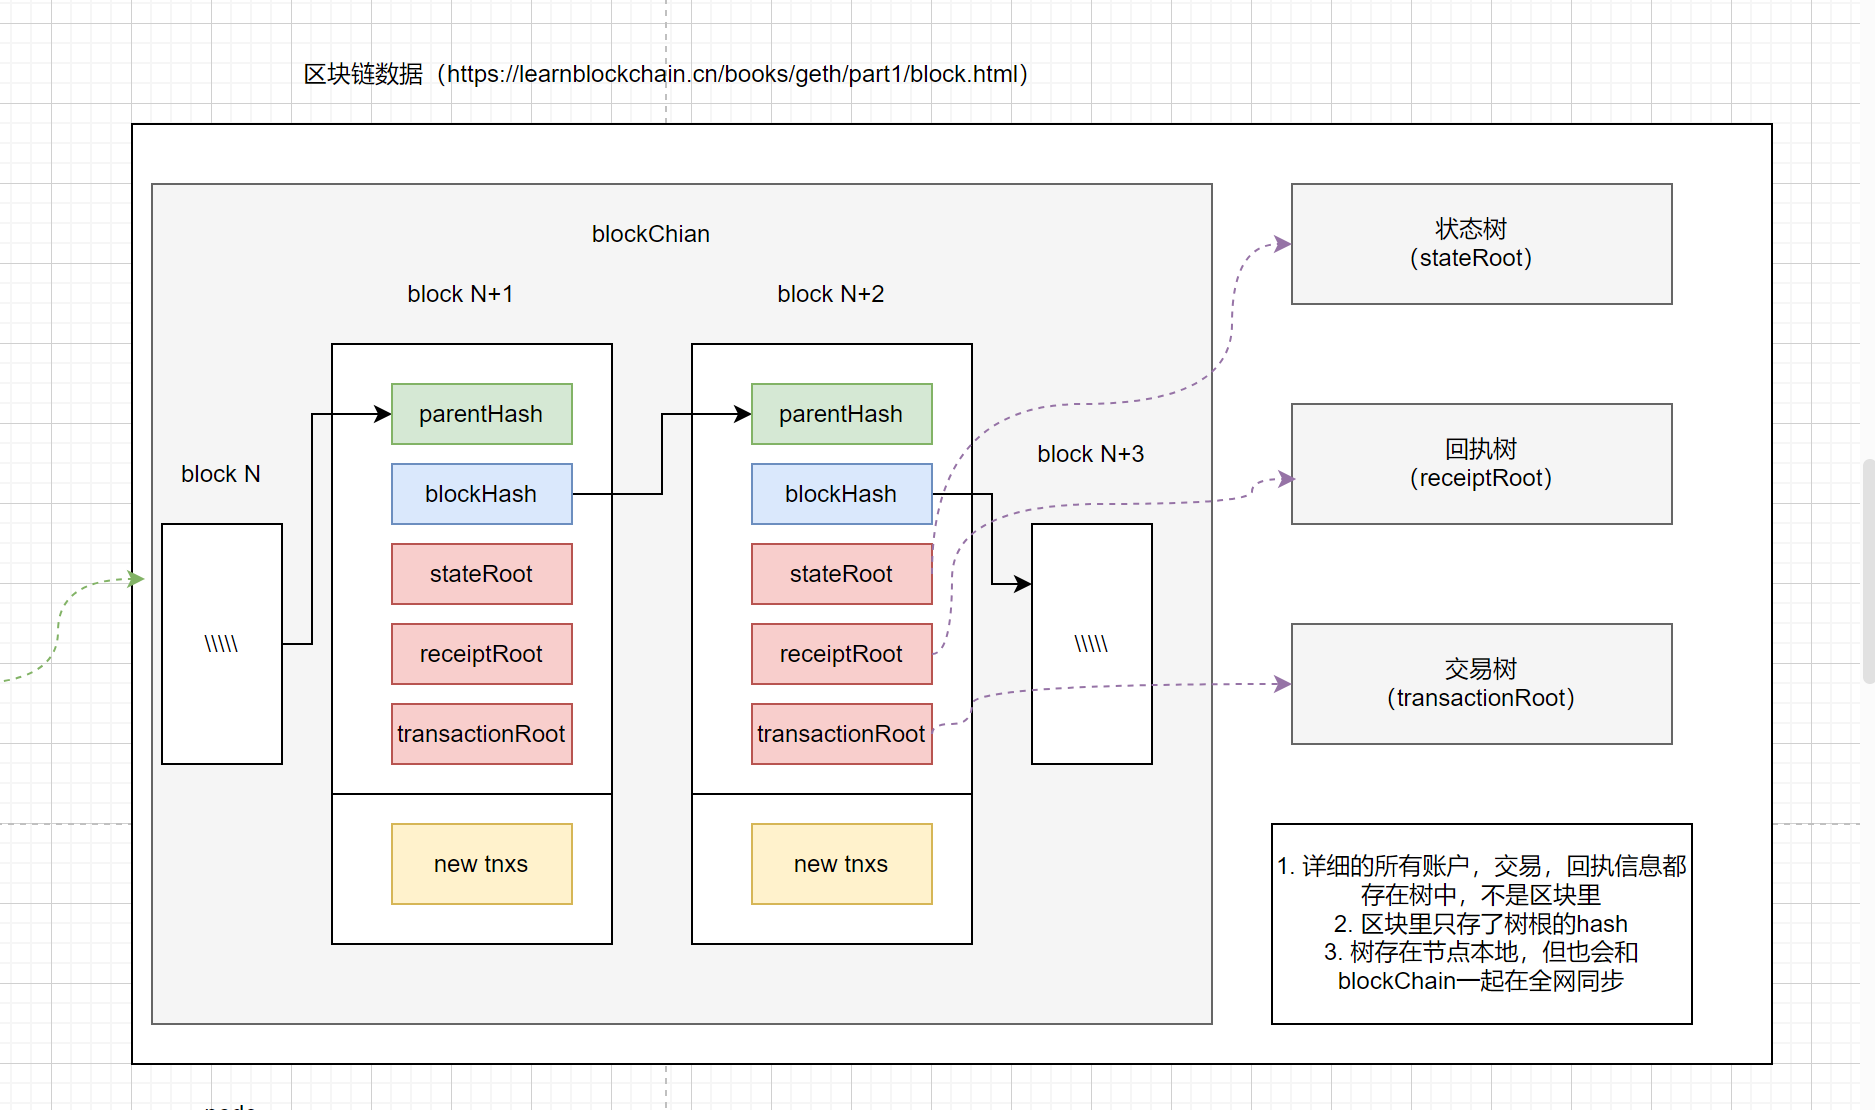 区块链数据（https://learnblockchain.cn/books/geth/part1/block.html）
blockChian
block N+1
block N+2
block N
block N+3
parentHash
blockHash
stateRoot
receiptRoot
transactionRoot
new tnxs
parentHash
blockHash
stateRoot
receiptRoot
transactionRoot
new tnxs
\\\\\
\\\\\
状态树
（stateRoot）
回执树
（receiptRoot）
交易树
（transactionRoot）
1. 详细的所有账户，交易，回执信息都
存在树中，不是区块里
2. 区块里只存了树根的hash
3. 树存在节点本地，但也会和
blockChain一起在全网同步